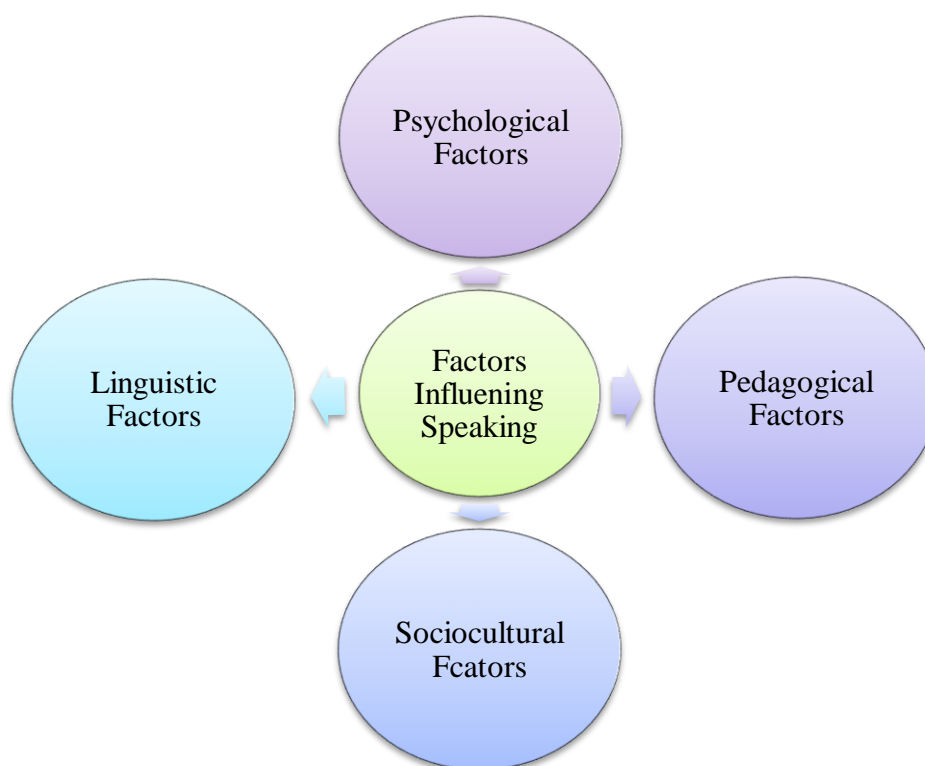 Psychological
Factors
Linguistic
Factors
Factors
Influening
Speaking
Pedagogical
Factors
Sociocultural
Fcators